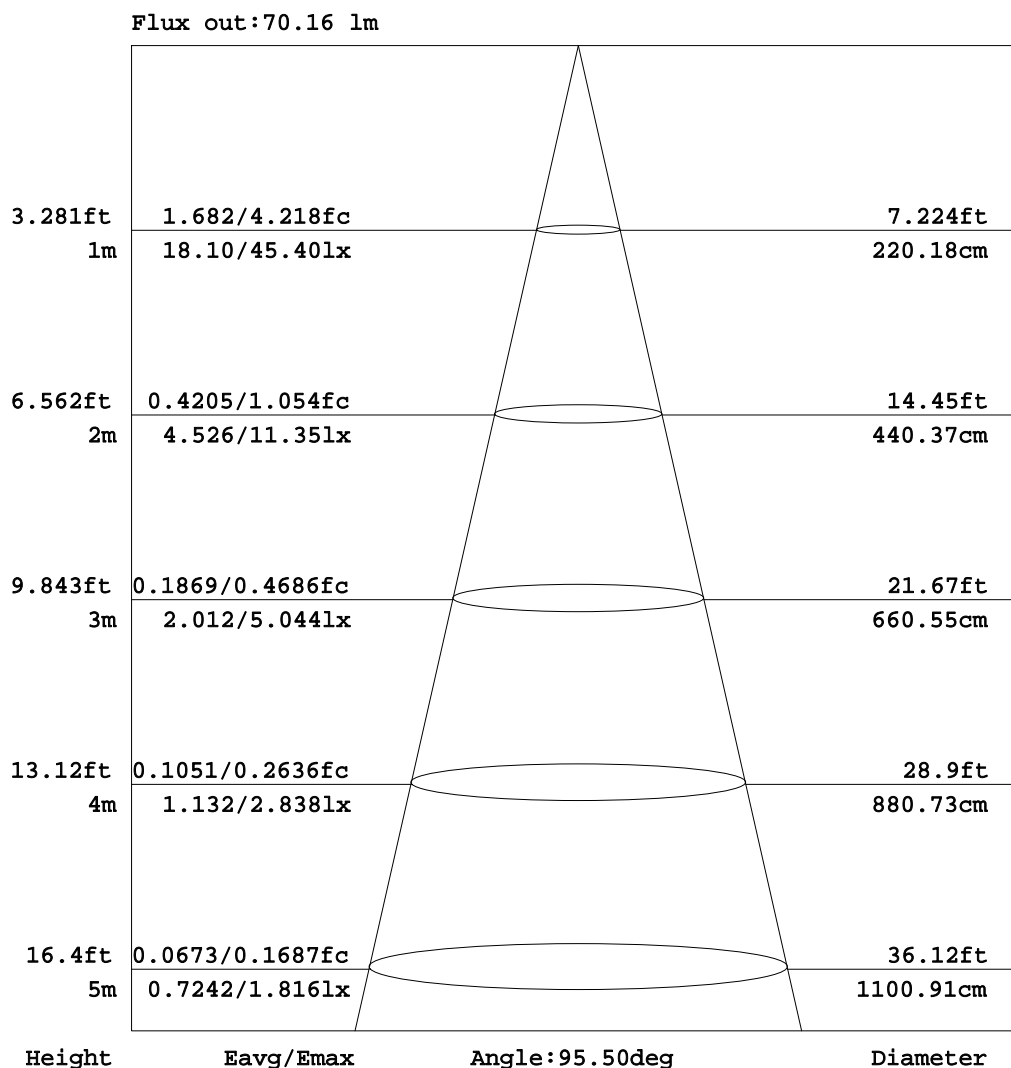 Flux out:70.16 lm
3.281ft 1.682/4.218fc 7.224ft
1m 18.10/45.40lx 220.18cm
6.562ft 0.4205/1.054fc 14.45ft
2m 4.526/11.35lx 440.37cm
9.843ft 0.1869/0.4686fc 21.67ft
3m 2.012/5.044lx 660.55cm
13.12ft 0.1051/0.2636fc 28.9ft
4m 1.132/2.838lx 880.73cm
16.4ft 0.0673/0.1687fc 36.12ft
5m 0.7242/1.816lx 1100.91cm
Height Eavg/Emax Angle:95.50deg Diameter